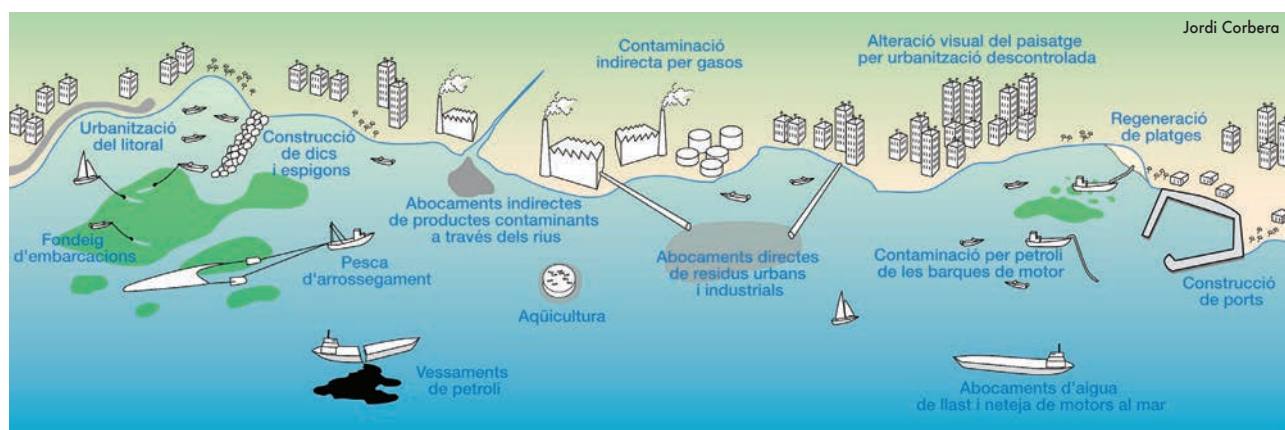 Jordi Corbera
Contaminació
indirecta per gasos
Alteració visual del paisatge
per urbanització descontrolada
Urbanització
del litoral
Construcció
de dics
i espigons
Regeneració
de platges
Abocaments indirectes
de productes contaminants
a través dels rius
Fondeig
d'embarcacions
Pesca
d'arrossegament
Abocaments directes
de residus urbans
i industrials
Contaminació per petroli
de les barques de motor
Construcció
de ports
Aqüicultura
Vessaments
de petroli
Abocaments d'aigua
de llast i neteja de motors al mar